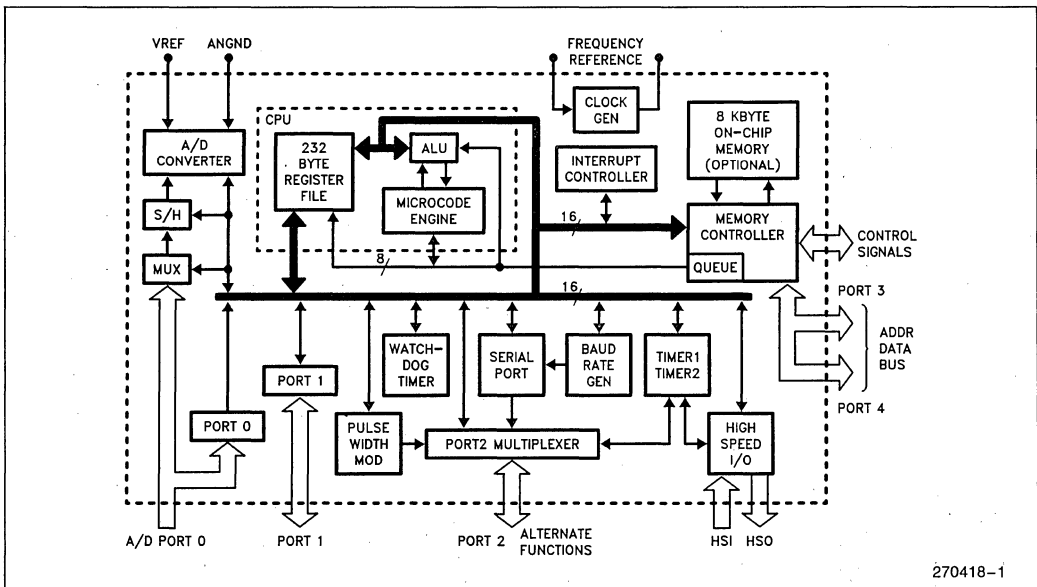 VREF
ANGND
FREQUENCY
REFERENCE
CPU
CLOCK
GEN
8 KBYTE
ON-CHIP
MEMORY
(OPTIONAL)
A/D
CONVERTER
232
BYTE
REGISTER
FILE
ALU
INTERRUPT
CONTROLLER
MICROCODE
ENGINE
S/H
16
MEMORY
CONTROLLER
CONTROL
SIGNALS
MUX
8
QUEUE
16
PORT 3
ADDR
DATA
BUS
PORT 4
WATCH-
DOG
TIMER
SERIAL
PORT
BAUD
RATE
GEN
TIMER1
TIMER2
PORT 1
PORT 0
PULSE
WIDTH
MOD
PORT2 MULTIPLEXER
HIGH
SPEED
I/O
A/D PORT 0
PORT 1
PORT 2
ALTERNATE
FUNCTIONS
HSI
HSO
270418-1